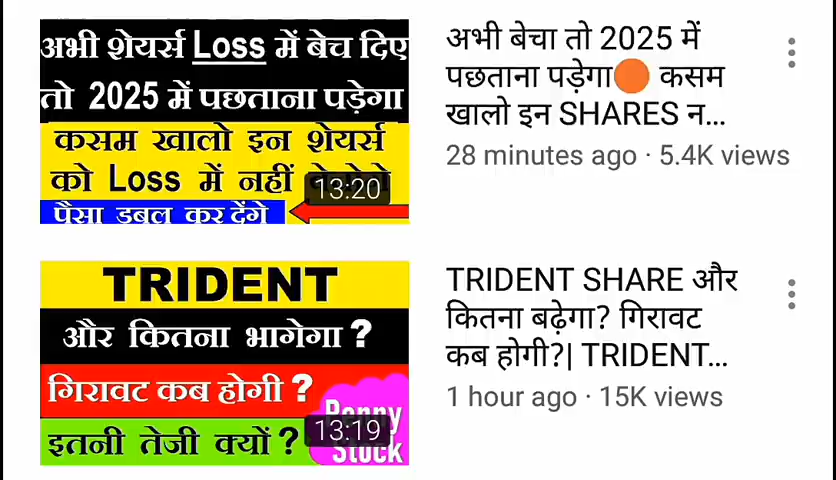 अभी शेयर्स Loss में बेच दिए
तो 2025 में पछताना पड़ेगा
कसम खालो इन शेयर्स
को Loss में नहीं
13:20
पैसा डबल कर देंगे
अभी बेचा तो 2025 में
पछताना पड़ेगा🟠 कसम
खालो इन SHARES न...
28 minutes ago · 5.4K views
TRIDENT
और कितना भागेगा ?
गिरावट कब होगी ?
इतनी तेजी क्यों ?
Penny
Stock
13:19
TRIDENT SHARE और
कितना बढ़ेगा? गिरावट
कब होगी?| TRIDENT...
1 hour ago · 15K views